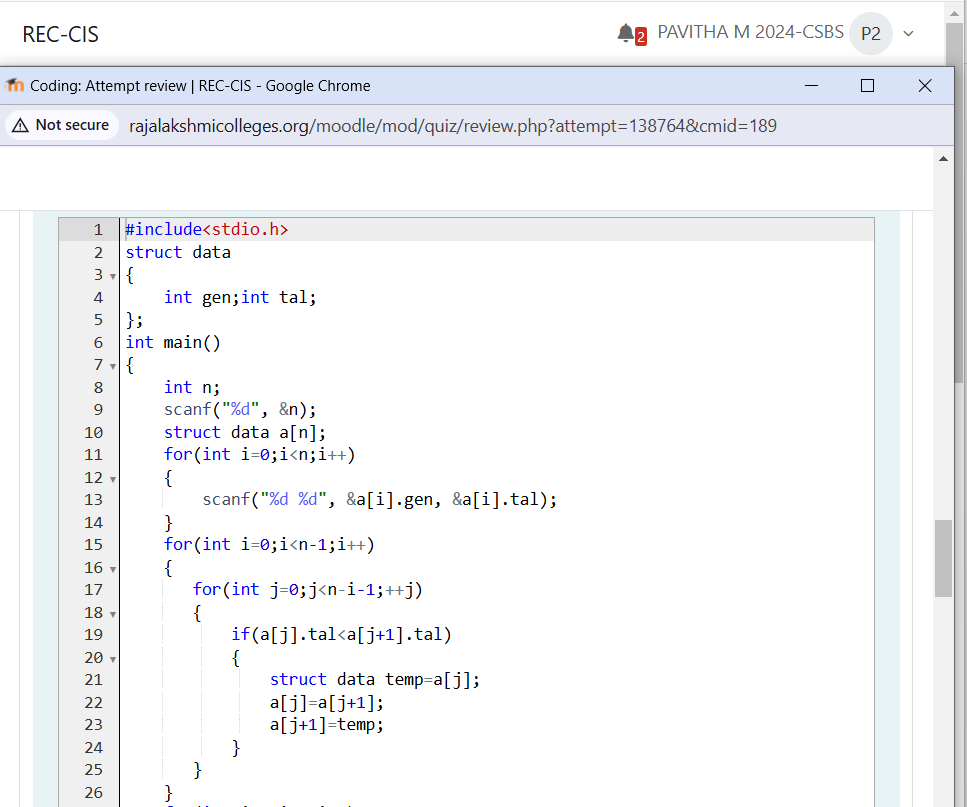 REC-CIS
2 PAVITHA M 2024-CSBS P2
Coding: Attempt review | REC-CIS - Google Chrome
Not secure rajalakshmicolleges.org/moodle/mod/quiz/review.php?attempt=138764&cmid=189
1 #include<stdio.h>
2 struct data
3 {
4     int gen;int tal;
5 };
6 int main()
7 {
8     int n;
9     scanf("%d", &n);
10     struct data a[n];
11     for(int i=0;i<n;i++)
12     {
13         scanf("%d %d", &a[i].gen, &a[i].tal);
14     }
15     for(int i=0;i<n-1;i++)
16     {
17        for(int j=0;j<n-i-1;++j)
18        {
19            if(a[j].tal<a[j+1].tal)
20            {
21                struct data temp=a[j];
22                a[j]=a[j+1];
23                a[j+1]=temp;
24            }
25        }
26     }